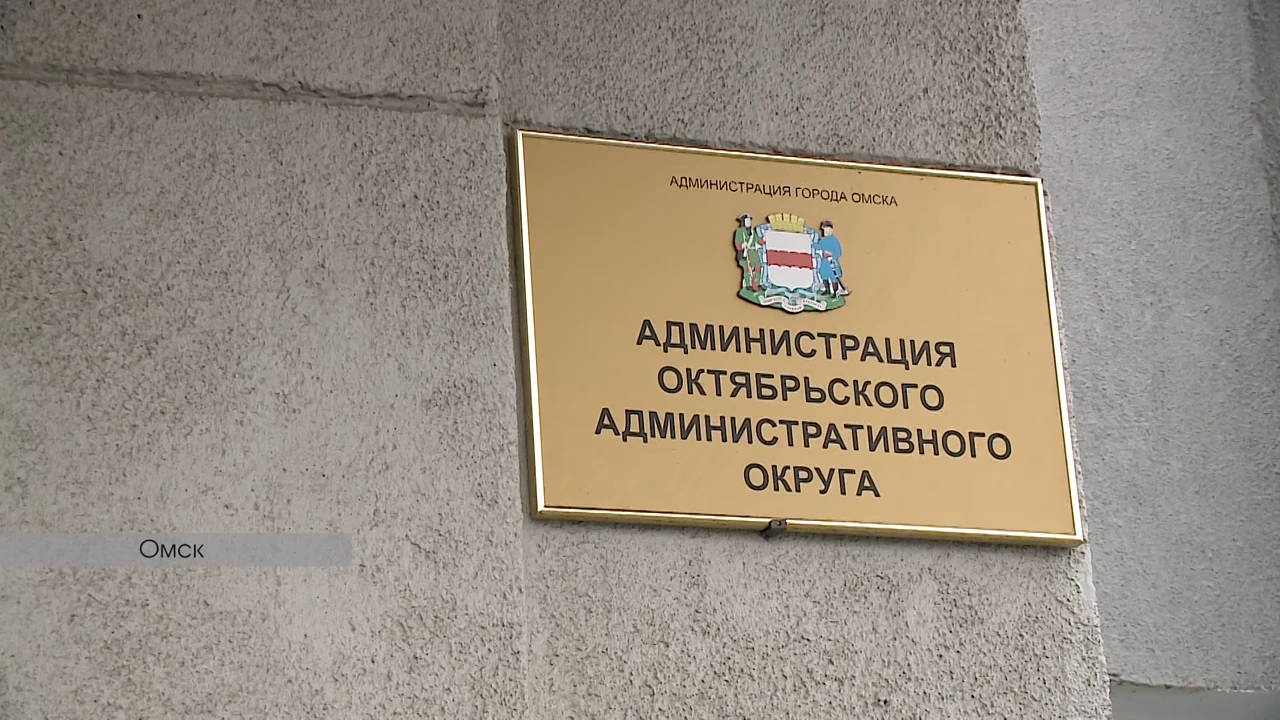 АДМИНИСТРАЦИЯ ГОРОДА ОМСКА
АДМИНИСТРАЦИЯ
ОКТЯБРЬСКОГО
АДМИНИСТРАТИВНОГО
ОКРУГА
Омск